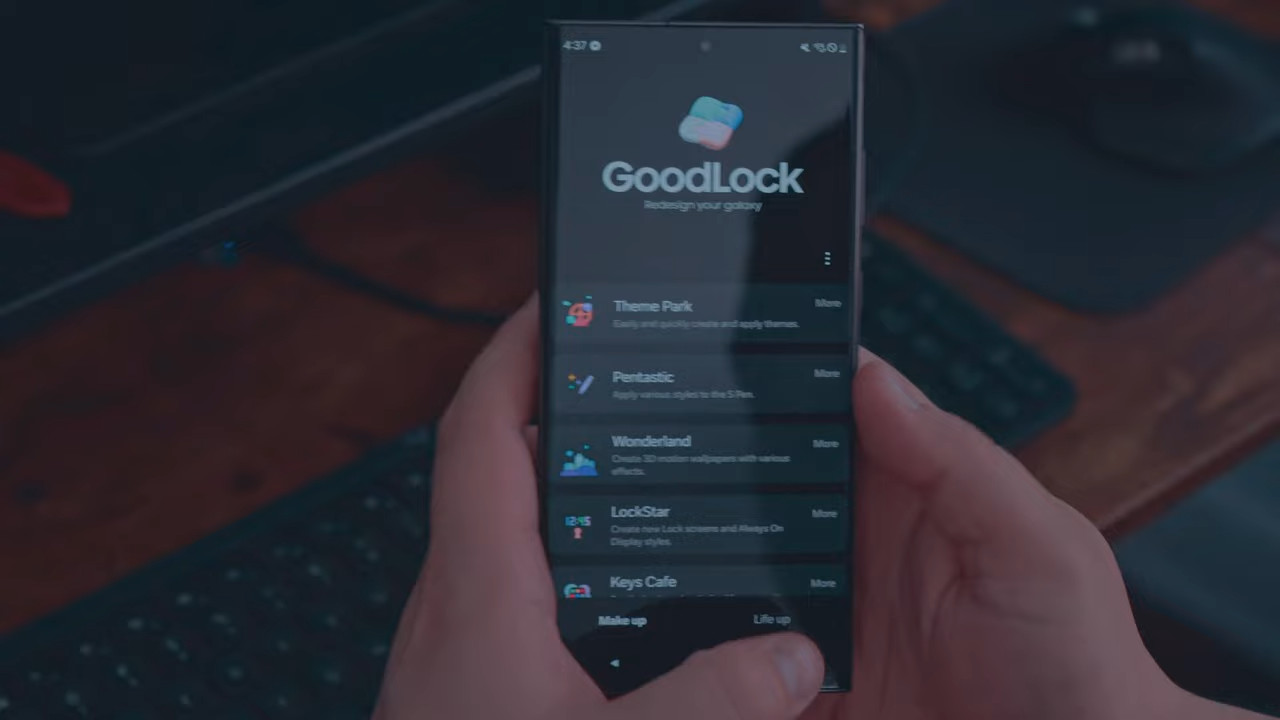 4:37
GoodLock
Redesign your galaxy
Theme Park
More
Easily and quickly create and apply themes.
Pentastic
More
Apply various styles to the S Pen.
Wonderland
More
Create 3D motion wallpapers with various
effects.
12:45
LockStar
More
Create new Lock screens and Always On
Display styles.
Keys Cafe
More
Make up
Life up